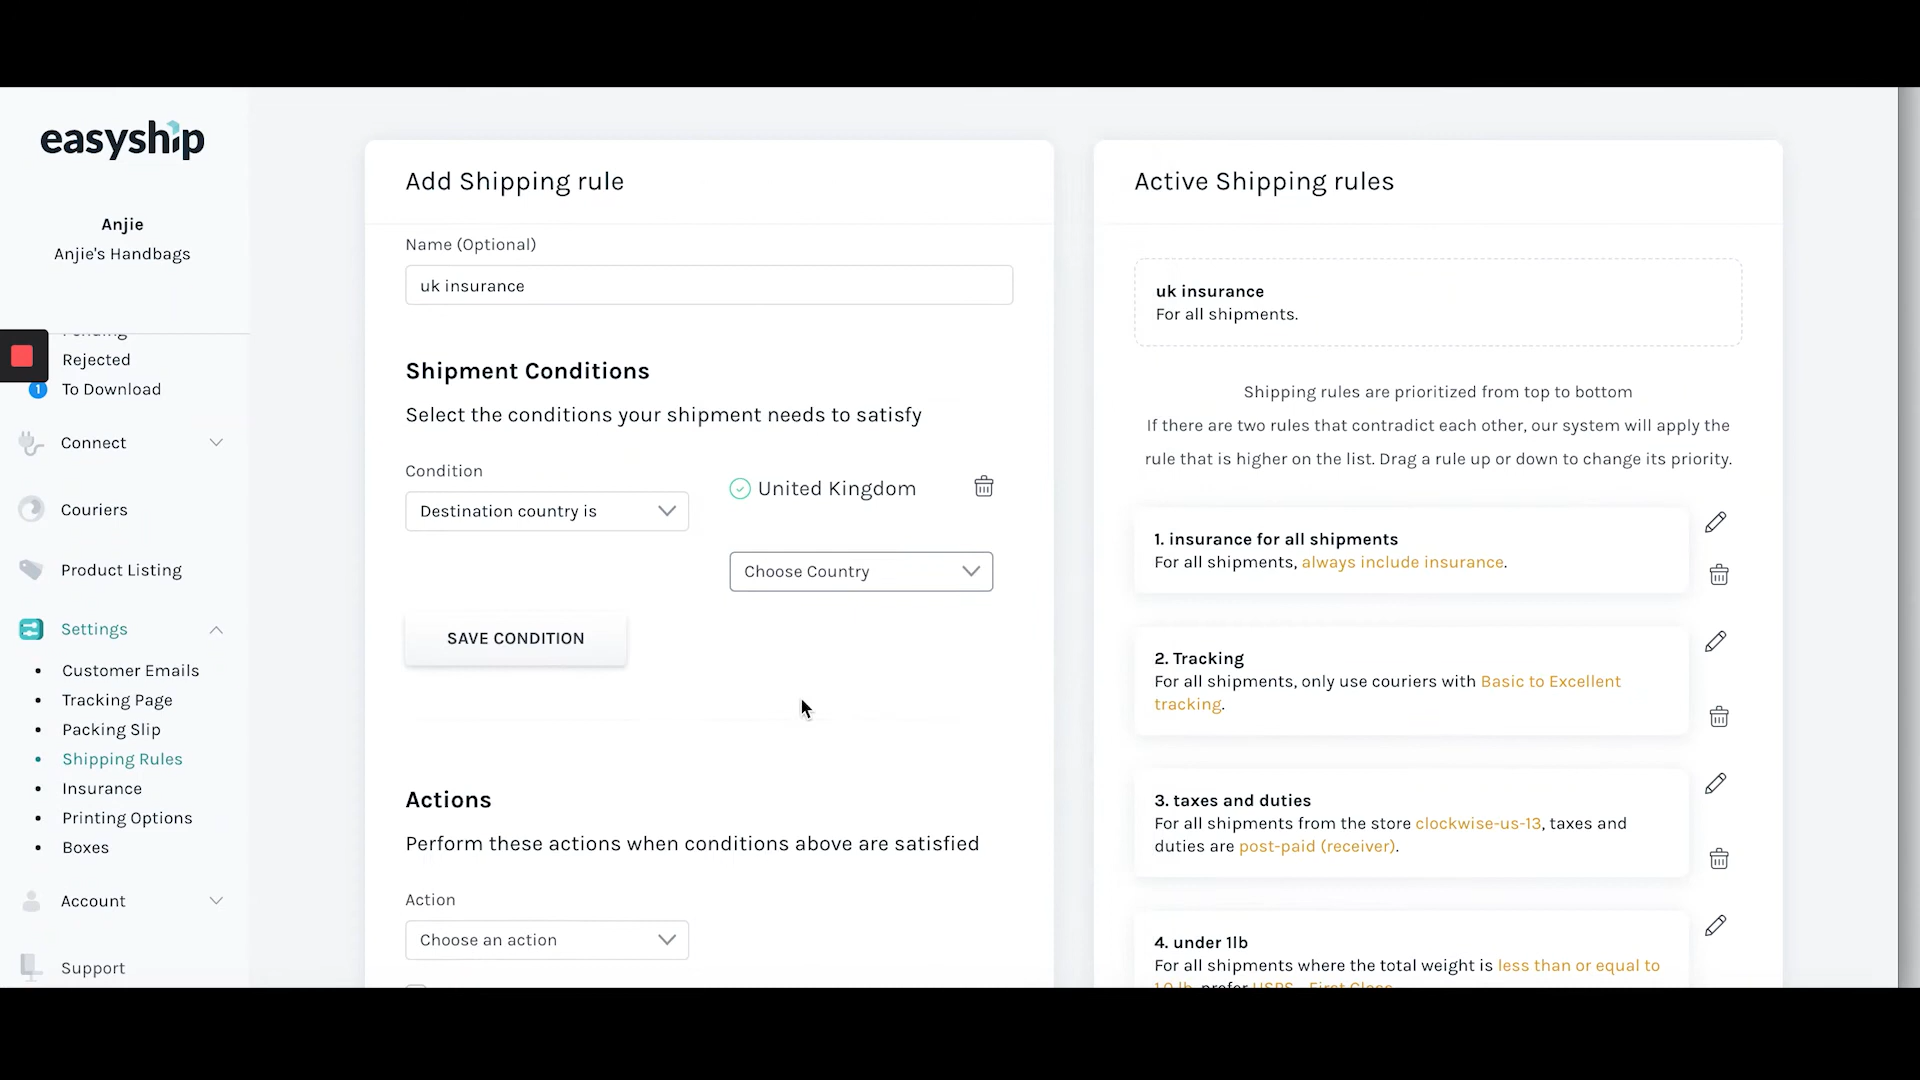 easyship
Anjie
Anjie's Handbags
Pending
Rejected
1 To Download
Connect
Couriers
Product Listing
Settings
Customer Emails
Tracking Page
Packing Slip
Shipping Rules
Insurance
Printing Options
Boxes
Account
Support
Add Shipping rule
Name (Optional)
uk insurance
Shipment Conditions
Select the conditions your shipment needs to satisfy
Condition
Destination country is
United Kingdom
Choose Country
SAVE CONDITION
Actions
Perform these actions when conditions above are satisfied
Action
Choose an action
Active Shipping rules
uk insurance
For all shipments.
Shipping rules are prioritized from top to bottom
If there are two rules that contradict each other, our system will apply the
rule that is higher on the list. Drag a rule up or down to change its priority.
1. insurance for all shipments
For all shipments, always include insurance.
2. Tracking
For all shipments, only use couriers with Basic to Excellent
tracking.
3. taxes and duties
For all shipments from the store clockwise-us-13, taxes and
duties are post-paid (receiver).
4. under 1lb
For all shipments where the total weight is less than or equal to
1.0 lb, prefer USPS - First Class